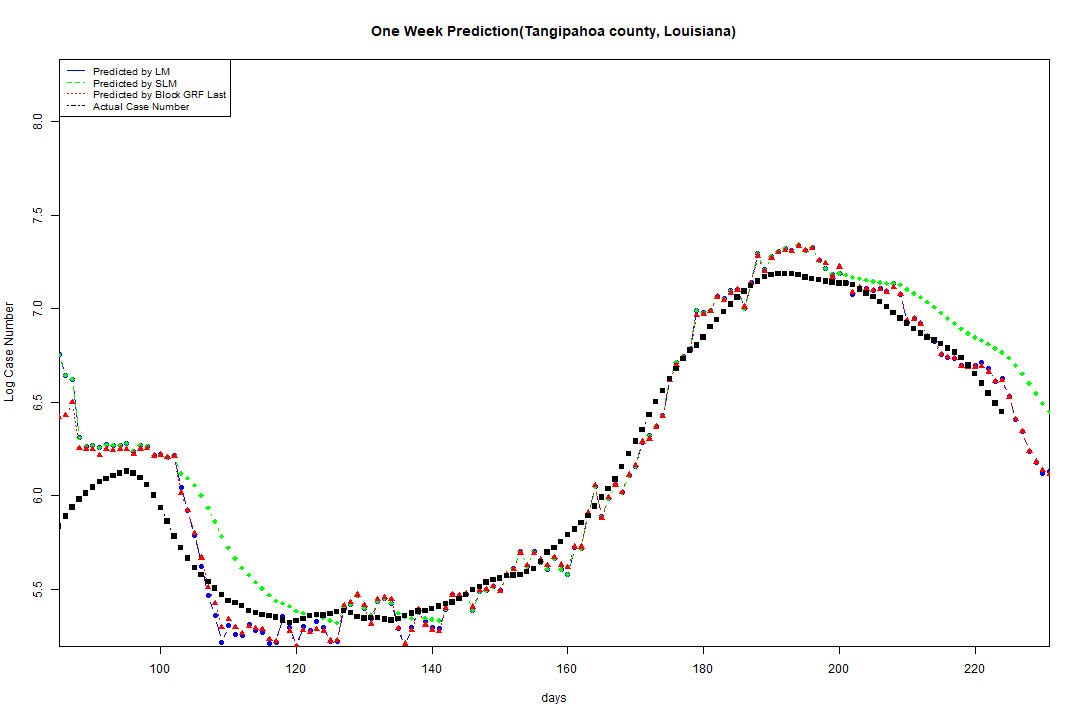 One Week Prediction(Tangipahoa county, Louisiana)
Predicted by LM
Predicted by SLM
Predicted by Block GRF Last
Actual Case Number
8.0
7.5
7.0
6.5
6.0
5.5
Log Case Number
100 120 140 160 180 200 220
days